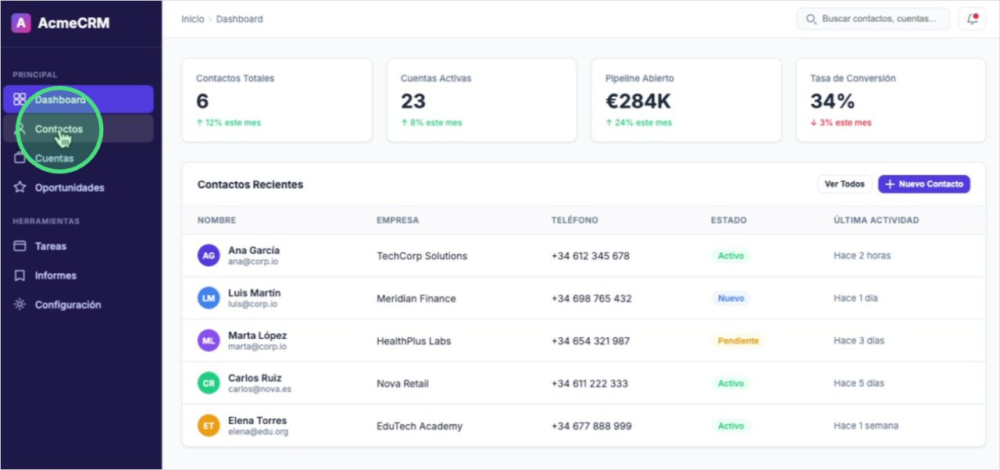 A AcmeCRM
Inicio › Dashboard
Buscar contactos, cuentas...
PRINCIPAL
Dashboard
Contactos
Cuentas
Oportunidades
HERRAMIENTAS
Tareas
Informes
Configuración
Contactos Totales
6
↑ 12% este mes
Cuentas Activas
23
↑ 8% este mes
Pipeline Abierto
€284K
↑ 24% este mes
Tasa de Conversión
34%
↓ 3% este mes
Contactos Recientes
Ver Todos
+ Nuevo Contacto
NOMBRE EMPRESA TELÉFONO ESTADO ÚLTIMA ACTIVIDAD
AG Ana García TechCorp Solutions +34 612 345 678 Activo Hace 2 horas
ana@corp.io
LM Luis Martín Meridian Finance +34 698 765 432 Nuevo Hace 1 día
luis@corp.io
ML Marta López HealthPlus Labs +34 654 321 987 Pendiente Hace 3 días
marta@corp.io
CR Carlos Ruiz Nova Retail +34 611 222 333 Activo Hace 5 días
carlos@nova.es
ET Elena Torres EduTech Academy +34 677 888 999 Activo Hace 1 semana
elena@edu.org